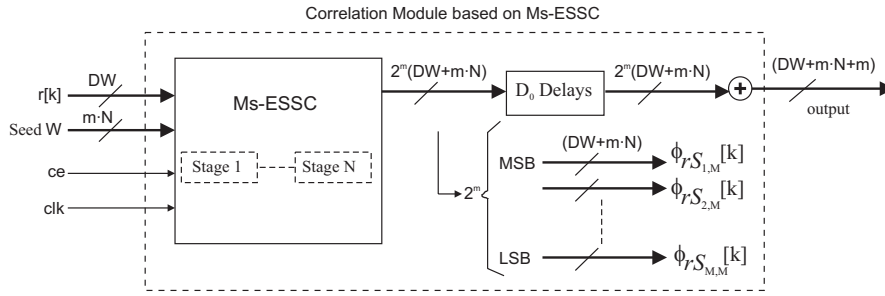 Correlation Module based on Ms-ESSC
r[k]
DW
Seed W
m·N
ce
clk
Ms-ESSC
Stage 1
Stage N
2^m(DW+m·N)
D_0 Delays
2^m(DW+m·N)
+
(DW+m·N+m)
output
2^m
MSB
(DW+m·N)
ϕ_{rS_{1,M}}[k]
ϕ_{rS_{2,M}}[k]
LSB
ϕ_{rS_{M,M}}[k]